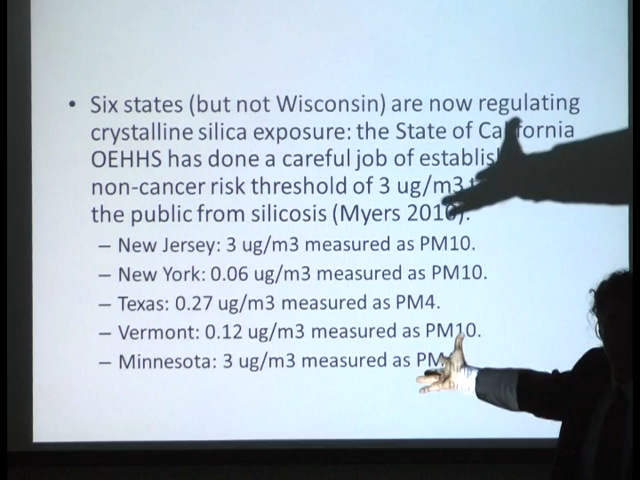 • Six states (but not Wisconsin) are now regulating
crystalline silica exposure: the State of California
OEHHS has done a careful job of establis
non-cancer risk threshold of 3 ug/m3
the public from silicosis (Myers 2010).
– New Jersey: 3 ug/m3 measured as PM10.
– New York: 0.06 ug/m3 measured as PM10.
– Texas: 0.27 ug/m3 measured as PM4.
– Vermont: 0.12 ug/m3 measured as PM10.
– Minnesota: 3 ug/m3 measured as PM